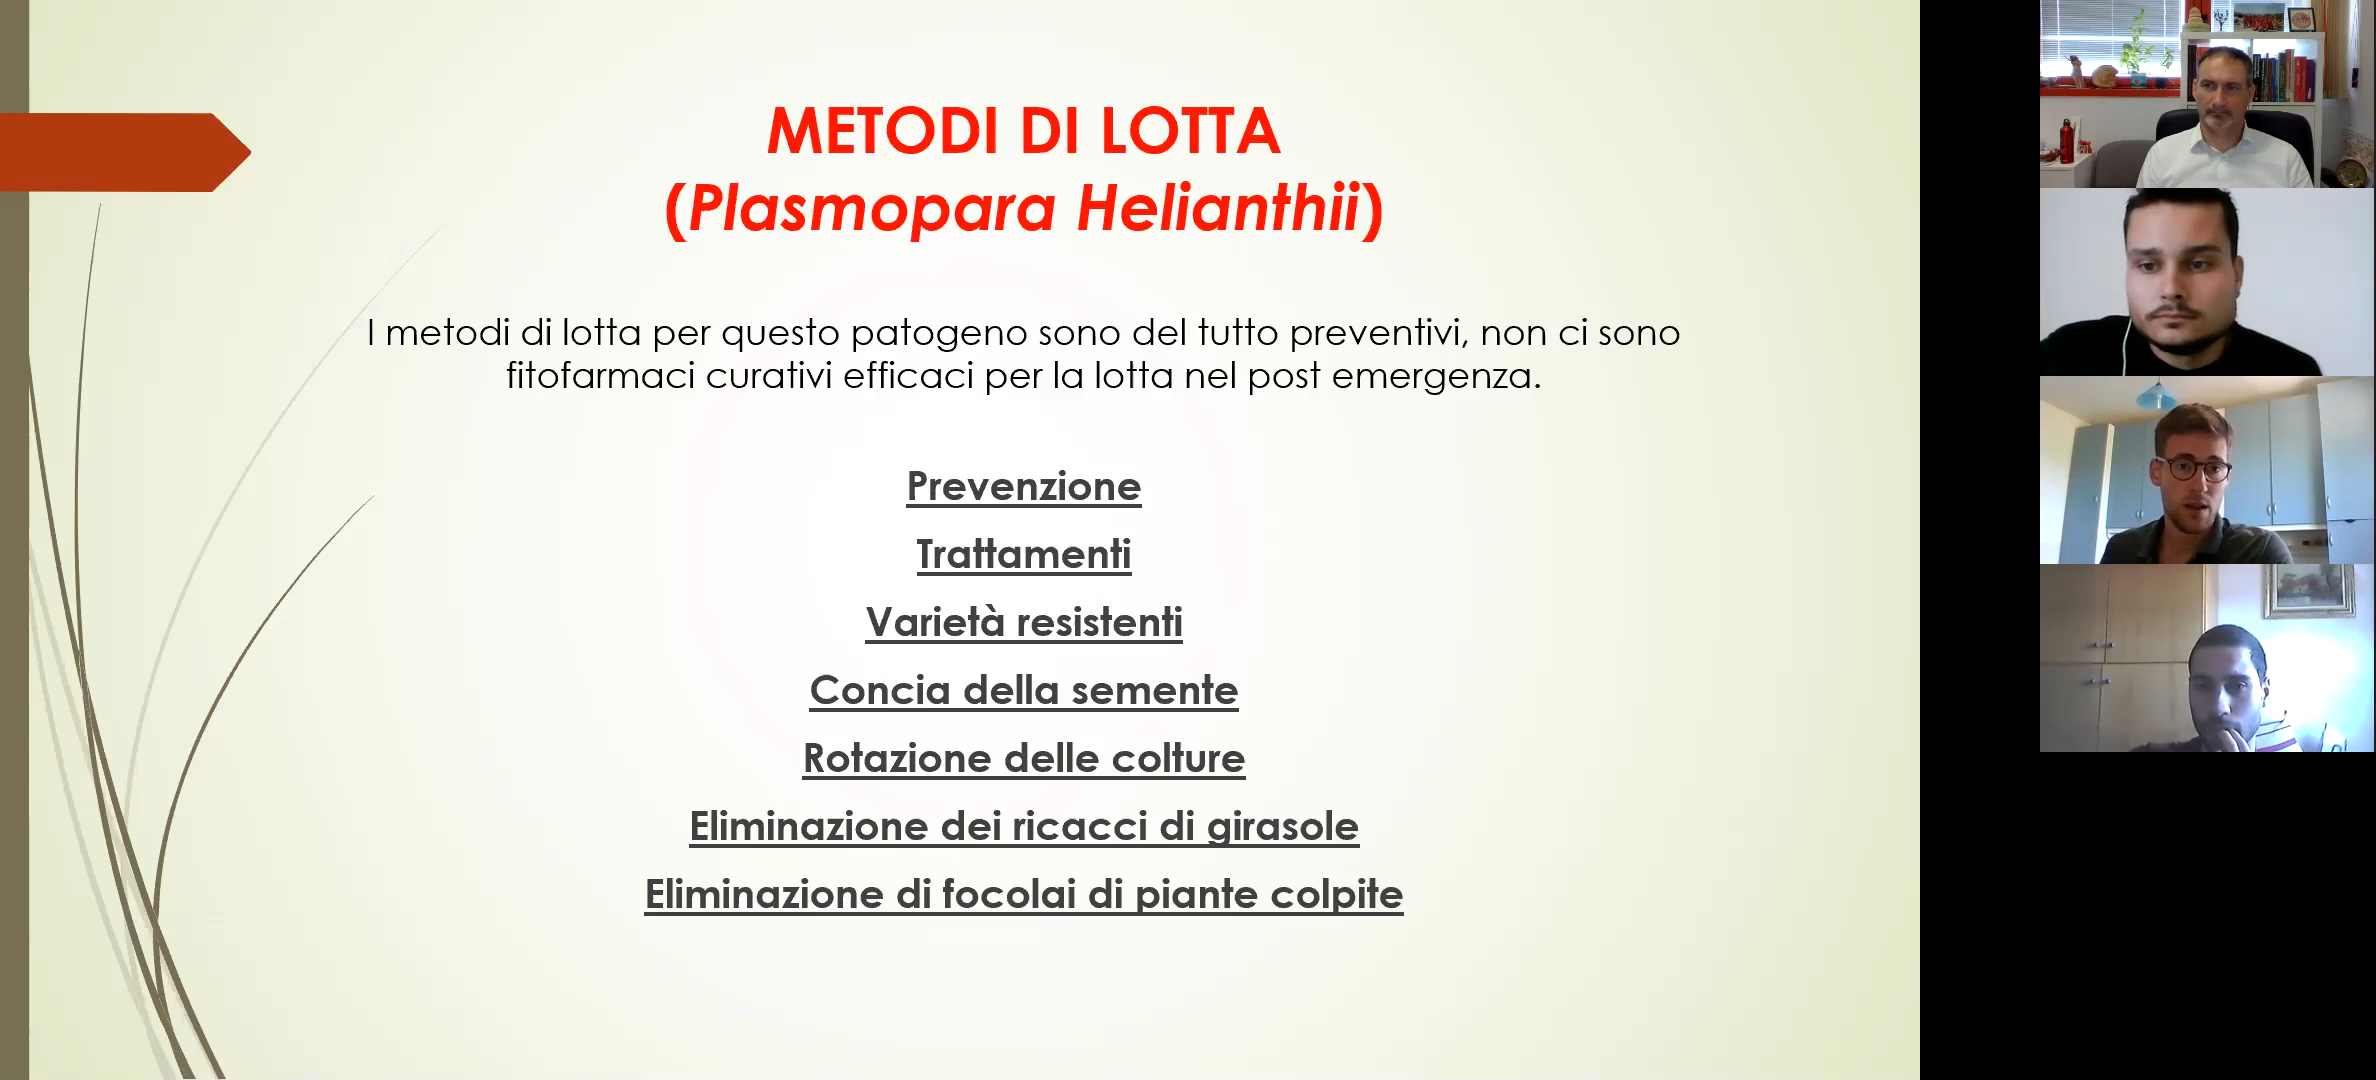 METODI DI LOTTA
(Plasmopara Helianthii)
I metodi di lotta per questo patogeno sono del tutto preventivi, non ci sono
fitofarmaci curativi efficaci per la lotta nel post emergenza.
Prevenzione
Trattamenti
Varietà resistenti
Concia della semente
Rotazione delle colture
Eliminazione dei ricacci di girasole
Eliminazione di focolai di piante colpite